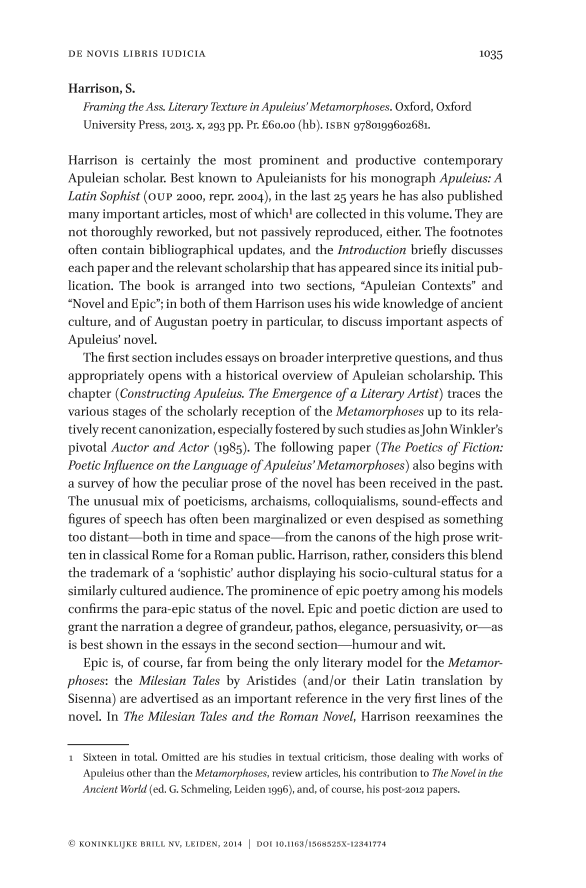 DE NOVIS LIBRIS IUDICIA 1035
Harrison, S.
Framing the Ass. Literary Texture in Apuleius’ Metamorphoses. Oxford, Oxford
University Press, 2013. x, 293 pp. Pr. £60.00 (hb). ISBN 9780199602681.
Harrison is certainly the most prominent and productive contemporary
Apuleian scholar. Best known to Apuleianists for his monograph Apuleius: A
Latin Sophist (OUP 2000, repr. 2004), in the last 25 years he has also published
many important articles, most of which¹ are collected in this volume. They are
not thoroughly reworked, but not passively reproduced, either. The footnotes
often contain bibliographical updates, and the Introduction briefly discusses
each paper and the relevant scholarship that has appeared since its initial pub-
lication. The book is arranged into two sections, “Apuleian Contexts” and
“Novel and Epic”; in both of them Harrison uses his wide knowledge of ancient
culture, and of Augustan poetry in particular, to discuss important aspects of
Apuleius’ novel.
The first section includes essays on broader interpretive questions, and thus
appropriately opens with a historical overview of Apuleian scholarship. This
chapter (Constructing Apuleius. The Emergence of a Literary Artist) traces the
various stages of the scholarly reception of the Metamorphoses up to its rela-
tively recent canonization, especially fostered by such studies as John Winkler’s
pivotal Auctor and Actor (1985). The following paper (The Poetics of Fiction:
Poetic Influence on the Language of Apuleius’ Metamorphoses) also begins with
a survey of how the peculiar prose of the novel has been received in the past.
The unusual mix of poeticisms, archaisms, colloquialisms, sound-effects and
figures of speech has often been marginalized or even despised as something
too distant—both in time and space—from the canons of the high prose writ-
ten in classical Rome for a Roman public. Harrison, rather, considers this blend
the trademark of a ‘sophistic’ author displaying his socio-cultural status for a
similarly cultured audience. The prominence of epic poetry among his models
confirms the para-epic status of the novel. Epic and poetic diction are used to
grant the narration a degree of grandeur, pathos, elegance, persuasivity, or—as
is best shown in the essays in the second section—humour and wit.
Epic is, of course, far from being the only literary model for the Metamor-
phoses: the Milesian Tales by Aristides (and/or their Latin translation by
Sisenna) are advertised as an important reference in the very first lines of the
novel. In The Milesian Tales and the Roman Novel, Harrison reexamines the
1 Sixteen in total. Omitted are his studies in textual criticism, those dealing with works of
Apuleius other than the Metamorphoses, review articles, his contribution to The Novel in the
Ancient World (ed. G. Schmeling, Leiden 1996), and, of course, his post-2012 papers.
© KONINKLIJKE BRILL NV, LEIDEN, 2014 | DOI 10.1163/1568525X-12341774